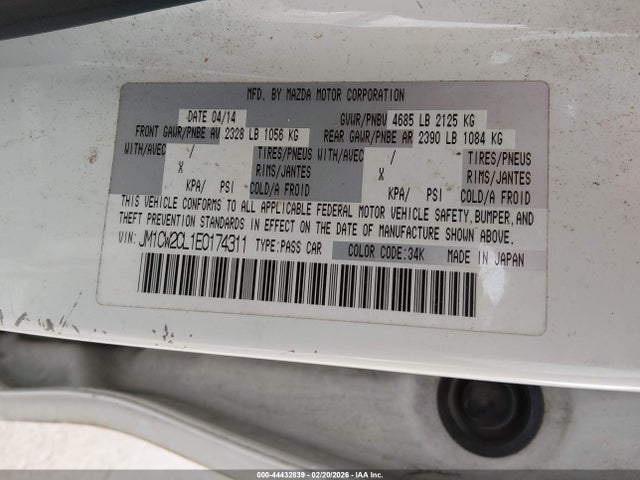 MFD. BY MAZDA MOTOR CORPORATION
DATE 04/14 GVWR/PNBV 4685 LB 2125 KG
FRONT GAWR/PNBE AV 2328 LB 1056 KG REAR GAWR/PNBE AR 2390 LB 1084 KG
WITH/AVEC / TIRES/PNEUS WITH/AVEC / TIRES/PNEUS
X RIMS/JANTES X RIMS/JANTES
KPA/ PSI COLD/A FROID KPA/ PSI COLD/A FROID
THIS VEHICLE CONFORMS TO ALL APPLICABLE FEDERAL MOTOR VEHICLE SAFETY,BUMPER,AND
THEFT PREVENTION STANDARDS IN EFFECT ON THE DATE OF MANUFACTURE SHOWN ABOVE.
VIN: JM1CW2CL1E0174311 TYPE:PASS CAR COLOR CODE:34K MADE IN JAPAN
000-44432839 | 02/20/2026 - IAA Inc.